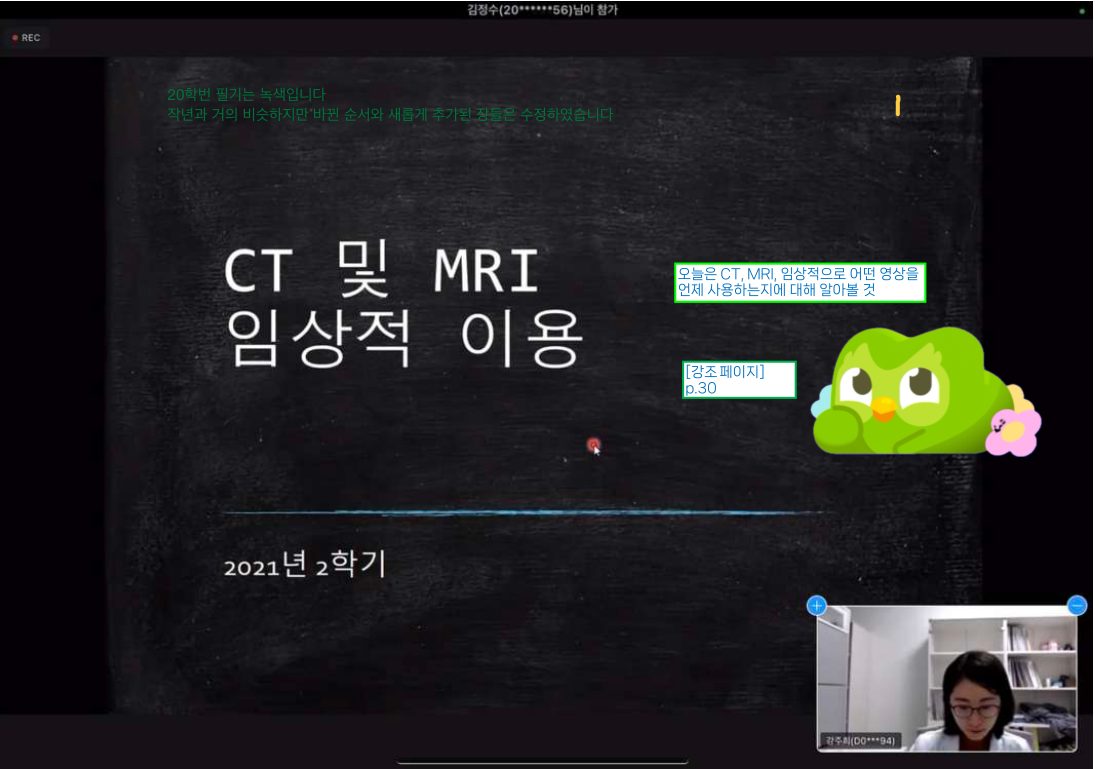 김정수(20******56)님이 참가
REC
20학번 필기는 녹색입니다
작년과 거의 비슷하지만 바뀐 순서와 새롭게 추가된 장들은 수정하였습니다
1
CT 및 MRI
임상적 이용
오늘은 CT, MRI, 임상적으로 어떤 영상을
언제 사용하는지에 대해 알아볼 것
[강조 페이지]
p.30
2021년 2학기
강주희(D0***94)